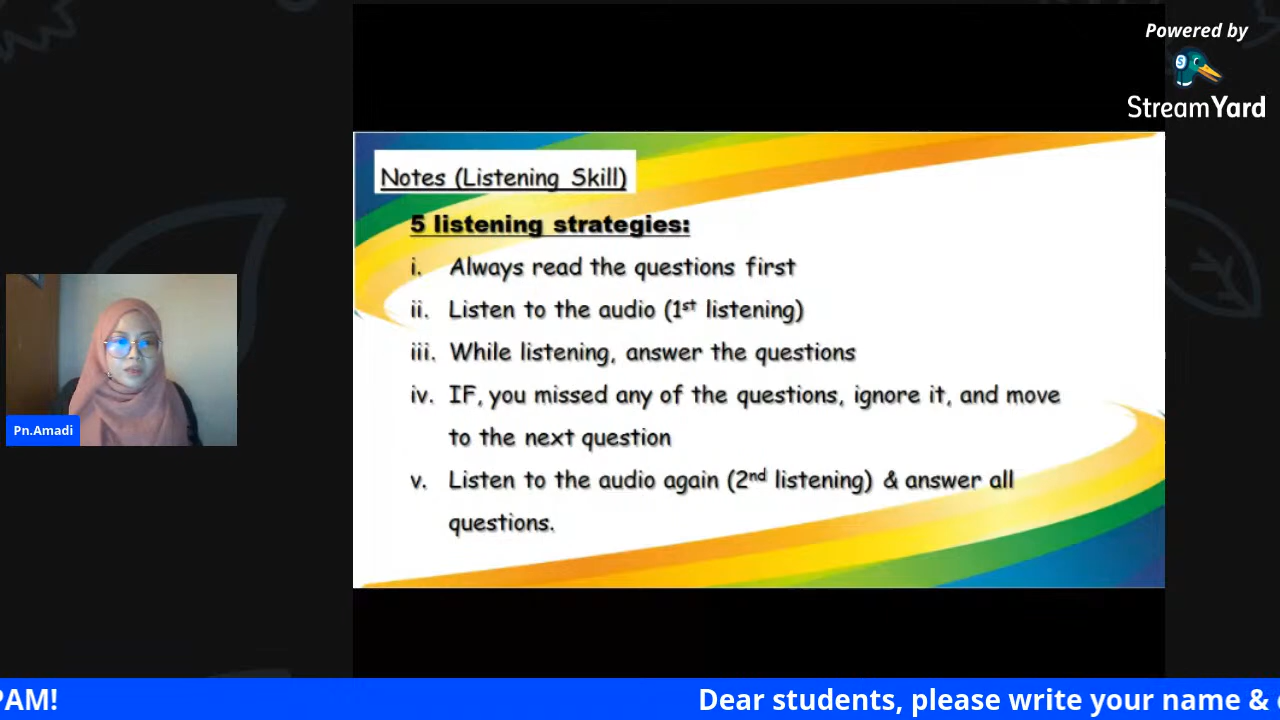 Powered by
StreamYard
Notes (Listening Skill)
5 listening strategies:
i. Always read the questions first
ii. Listen to the audio (1st listening)
iii. While listening, answer the questions
iv. IF, you missed any of the questions, ignore it, and move
to the next question
v. Listen to the audio again (2nd listening) & answer all
questions.
Pn.Amadi
PAM! Dear students, please write your name &